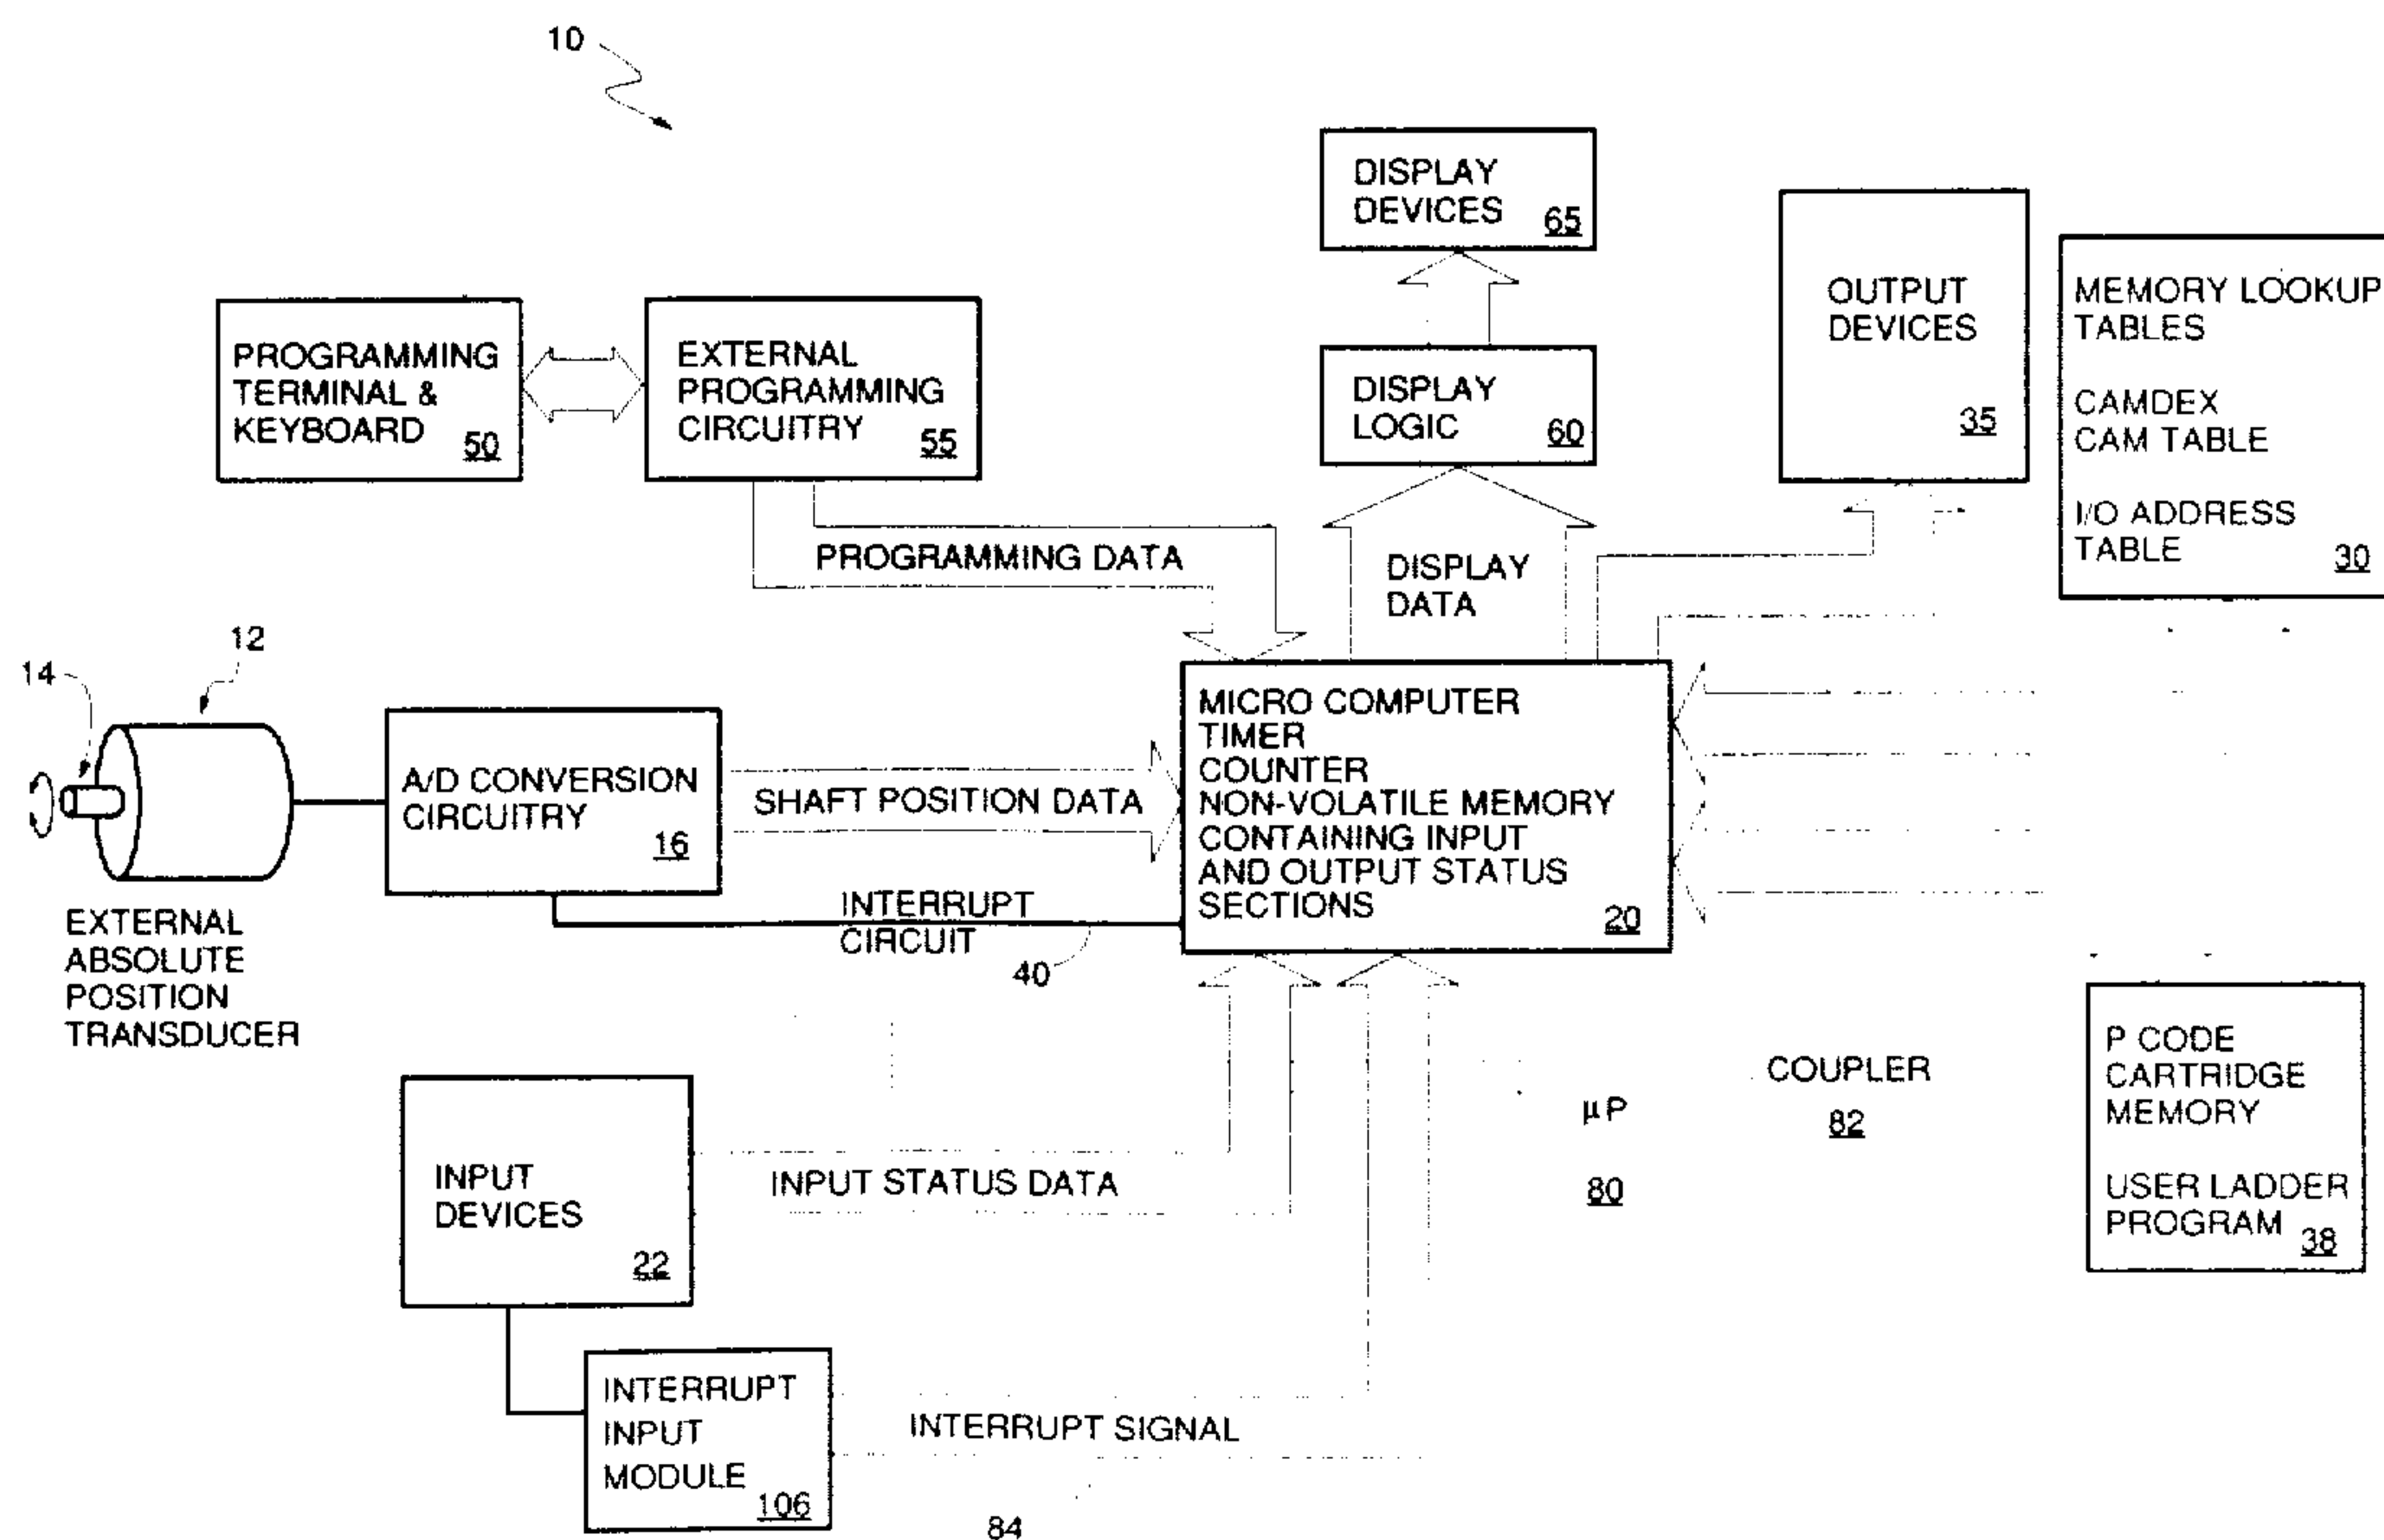 10
DISPLAY
DEVICES 65
OUTPUT
DEVICES
35
MEMORY LOOKUP
TABLES
CAMDEX
CAM TABLE
I/O ADDRESS
TABLE 30
PROGRAMMING
TERMINAL &
KEYBOARD 50
EXTERNAL
PROGRAMMING
CIRCUITRY 55
DISPLAY
LOGIC 60
PROGRAMMING DATA
DISPLAY
DATA
12
14
A/D CONVERSION
CIRCUITRY
16
SHAFT POSITION DATA
MICRO COMPUTER
TIMER
COUNTER
NON-VOLATILE MEMORY
CONTAINING INPUT
AND OUTPUT STATUS
SECTIONS 20
INTERRUPT
CIRCUIT
40
EXTERNAL
ABSOLUTE
POSITION
TRANSDUCER
INPUT
DEVICES
22
INPUT STATUS DATA
µP
80
COUPLER
82
P CODE
CARTRIDGE
MEMORY
USER LADDER
PROGRAM 38
INTERRUPT
INPUT
MODULE
106
INTERRUPT SIGNAL
84